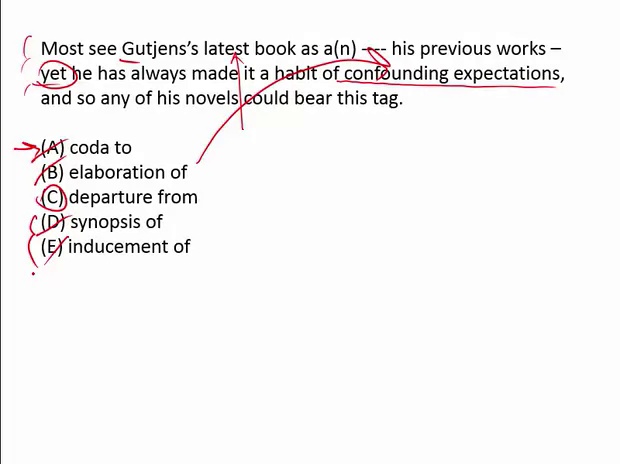 Most see Gutjens’s latest book as a(n) ---- his previous works –
yet he has always made it a habit of confounding expectations,
and so any of his novels could bear this tag.
(A) coda to
(B) elaboration of
(C) departure from
(D) synopsis of
(E) inducement of